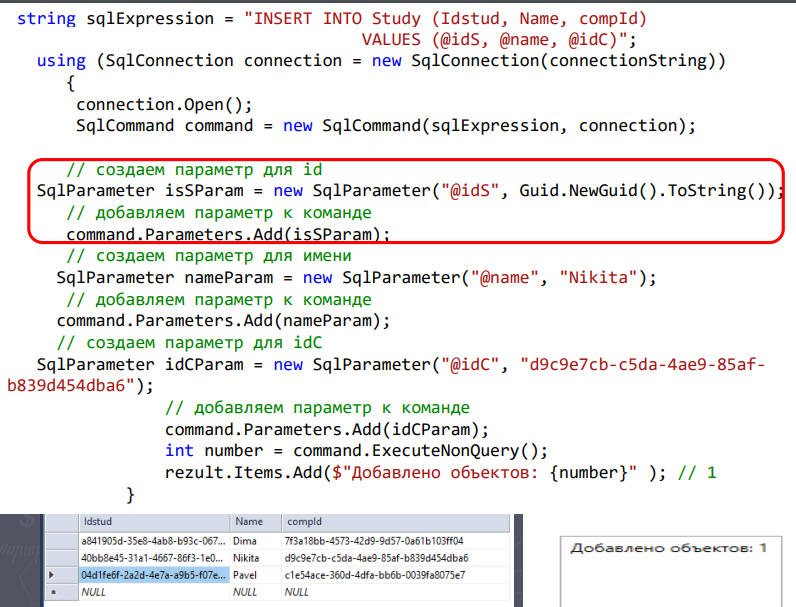 string sqlExpression = "INSERT INTO Study (Idstud, Name, compId)
VALUES (@idS, @name, @idC)";
using (SqlConnection connection = new SqlConnection(connectionString))
{
connection.Open();
SqlCommand command = new SqlCommand(sqlExpression, connection);
// создаем параметр для id
SqlParameter isSParam = new SqlParameter("@idS", Guid.NewGuid().ToString());
// добавляем параметр к команде
command.Parameters.Add(isSParam);
// создаем параметр для имени
SqlParameter nameParam = new SqlParameter("@name", "Nikita");
// добавляем параметр к команде
command.Parameters.Add(nameParam);
// создаем параметр для idC
SqlParameter idCParam = new SqlParameter("@idC", "d9c9e7cb-c5da-4ae9-85af-
b839d454dba6");
// добавляем параметр к команде
command.Parameters.Add(idCParam);
int number = command.ExecuteNonQuery();
rezult.Items.Add($"Добавлено объектов: {number}" ); // 1
}
Idstud Name compId
a841905d-35e8-4ab8-b93c-067... Dima 7f3a18bb-4573-42d9-9d57-0a61b103ff04
40bb8e45-31a1-4667-86f3-1e0... Nikita d9c9e7cb-c5da-4ae9-85af-b839d454dba6
04d1fe6f-2a2d-4e7a-a9b5-f07e... Pavel c1e54ace-360d-4dfa-bb6b-0039fa8075e7
NULL NULL NULL
Добавлено объектов: 1